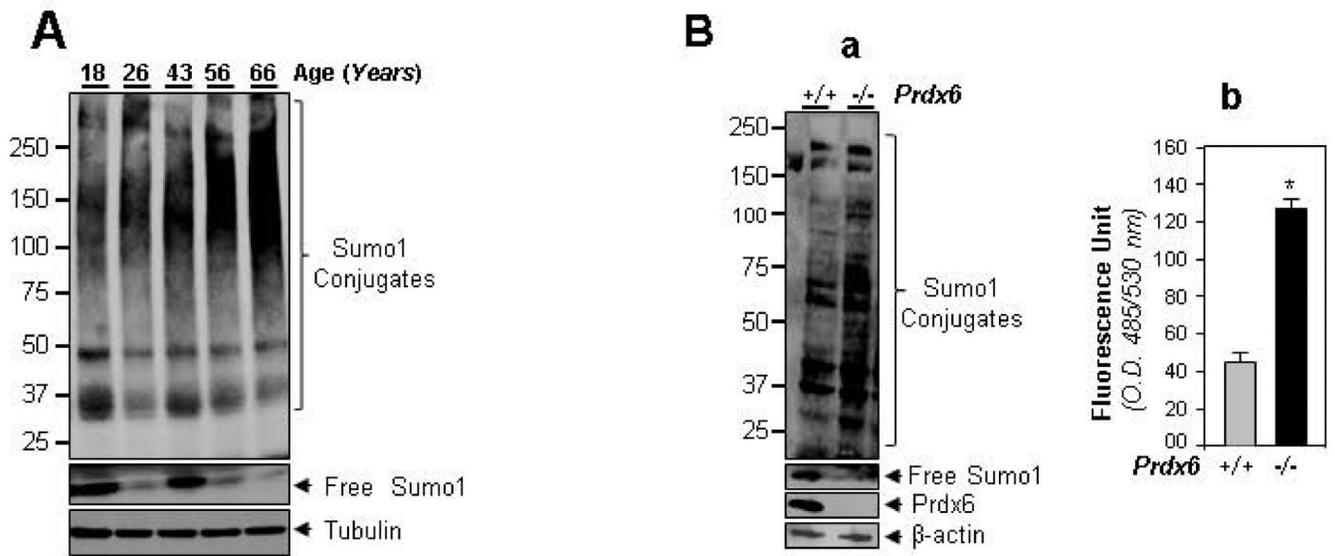 A
18 26 43 56 66 Age (Years)
250
150
100
75
50
37
25
Sumo1
Conjugates
Free Sumo1
Tubulin
B
a
+/+ -/- Prdx6
250
150
100
75
50
37
25
Sumo1
Conjugates
Free Sumo1
Prdx6
β-actin
b
Fluorescence Unit
(O.D. 485/530 nm)
160
140
120
100
80
60
40
20
00
*
Prdx6 +/+ -/-